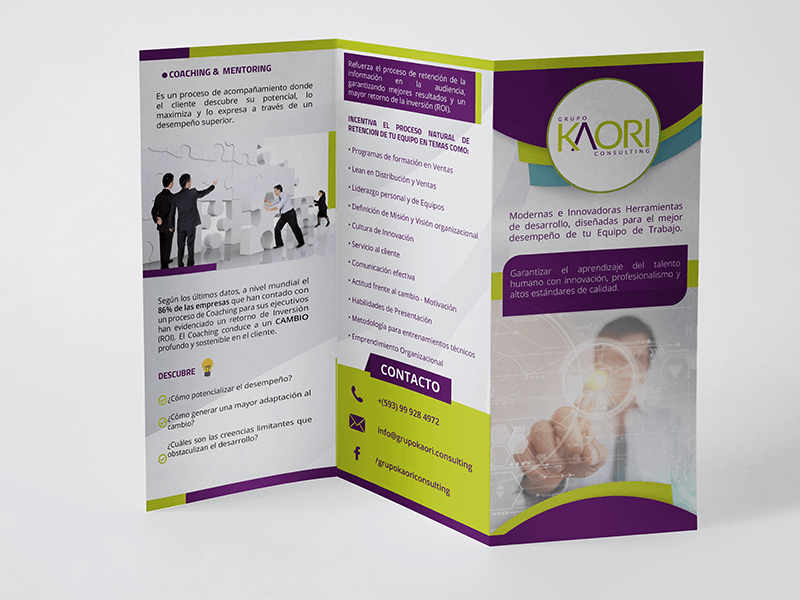 COACHING & MENTORING
Es un proceso de acompañamiento donde
el cliente descubre su potencial, lo
maximiza y lo expresa a través de un
desempeño superior.
Según los últimos datos, a nivel mundial el
86% de las empresas que han contado con
un proceso de Coaching para sus ejecutivos
han evidenciado un retorno de Inversión
(ROI). El Coaching conduce a un CAMBIO
profundo y sostenible en el cliente.
DESCUBRE
¿Cómo potencializar el desempeño?
¿Cómo generar una mayor adaptación al
cambio?
¿Cuáles son las creencias limitantes que
obstaculizan el desarrollo?
Refuerza el proceso de retención de la
información en la audiencia,
garantizando mejores resultados y un
mayor retorno de la inversión (ROI).
INCENTIVA EL PROCESO NATURAL DE
RETENCION DE TU EQUIPO EN TEMAS COMO:
• Programas de formación en Ventas
• Lean en Distribución y Ventas
• Liderazgo personal y de Equipos
• Definición de Misión y Visión organizacional
• Cultura de Innovación
• Servicio al cliente
• Comunicación efectiva
• Actitud frente al cambio - Motivación
• Habilidades de Presentación
• Metodología para entrenamientos técnicos
• Emprendimiento Organizacional
CONTACTO
+(593) 99 928 4972
info@grupokaori.consulting
/grupokaoriconsulting
GRUPO
KAORI
CONSULTING
Modernas e Innovadoras Herramientas
de desarrollo, diseñadas para el mejor
desempeño de tu Equipo de Trabajo.
Garantizar el aprendizaje del talento
humano con innovación, profesionalismo y
altos estándares de calidad.